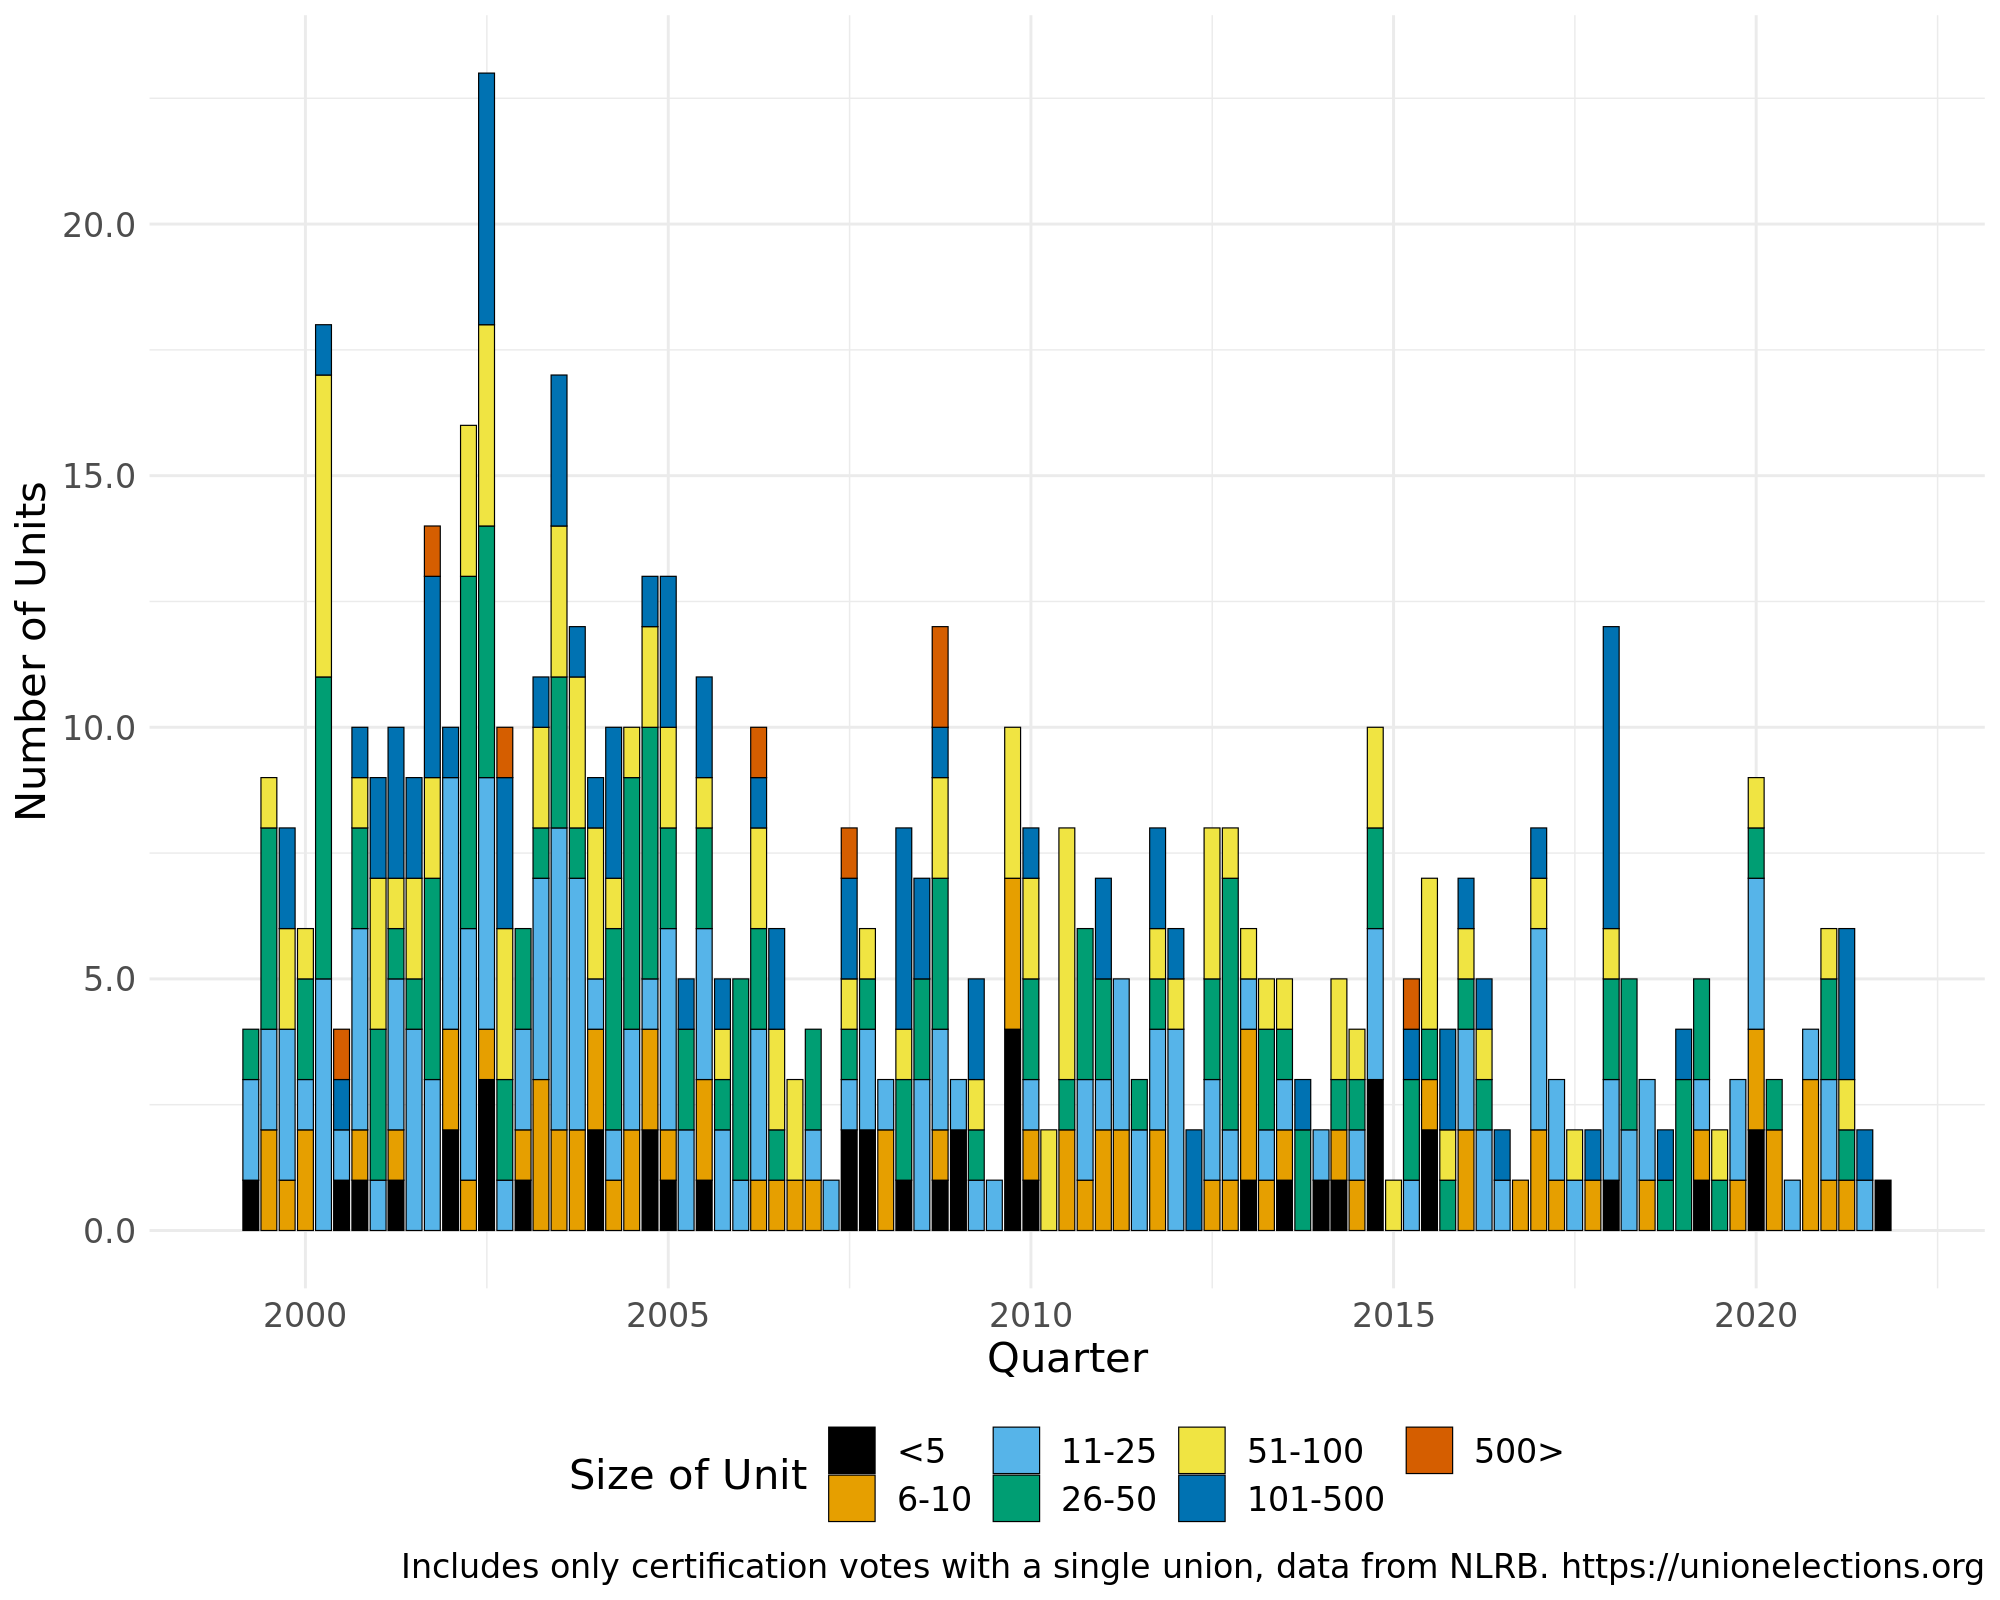 20.0
15.0
10.0
5.0
0.0
Number of Units
2000 2005 2010 2015 2020
Quarter
Size of Unit
<5 11-25 51-100 500>
6-10 26-50 101-500
Includes only certification votes with a single union, data from NLRB. https://unionelections.org